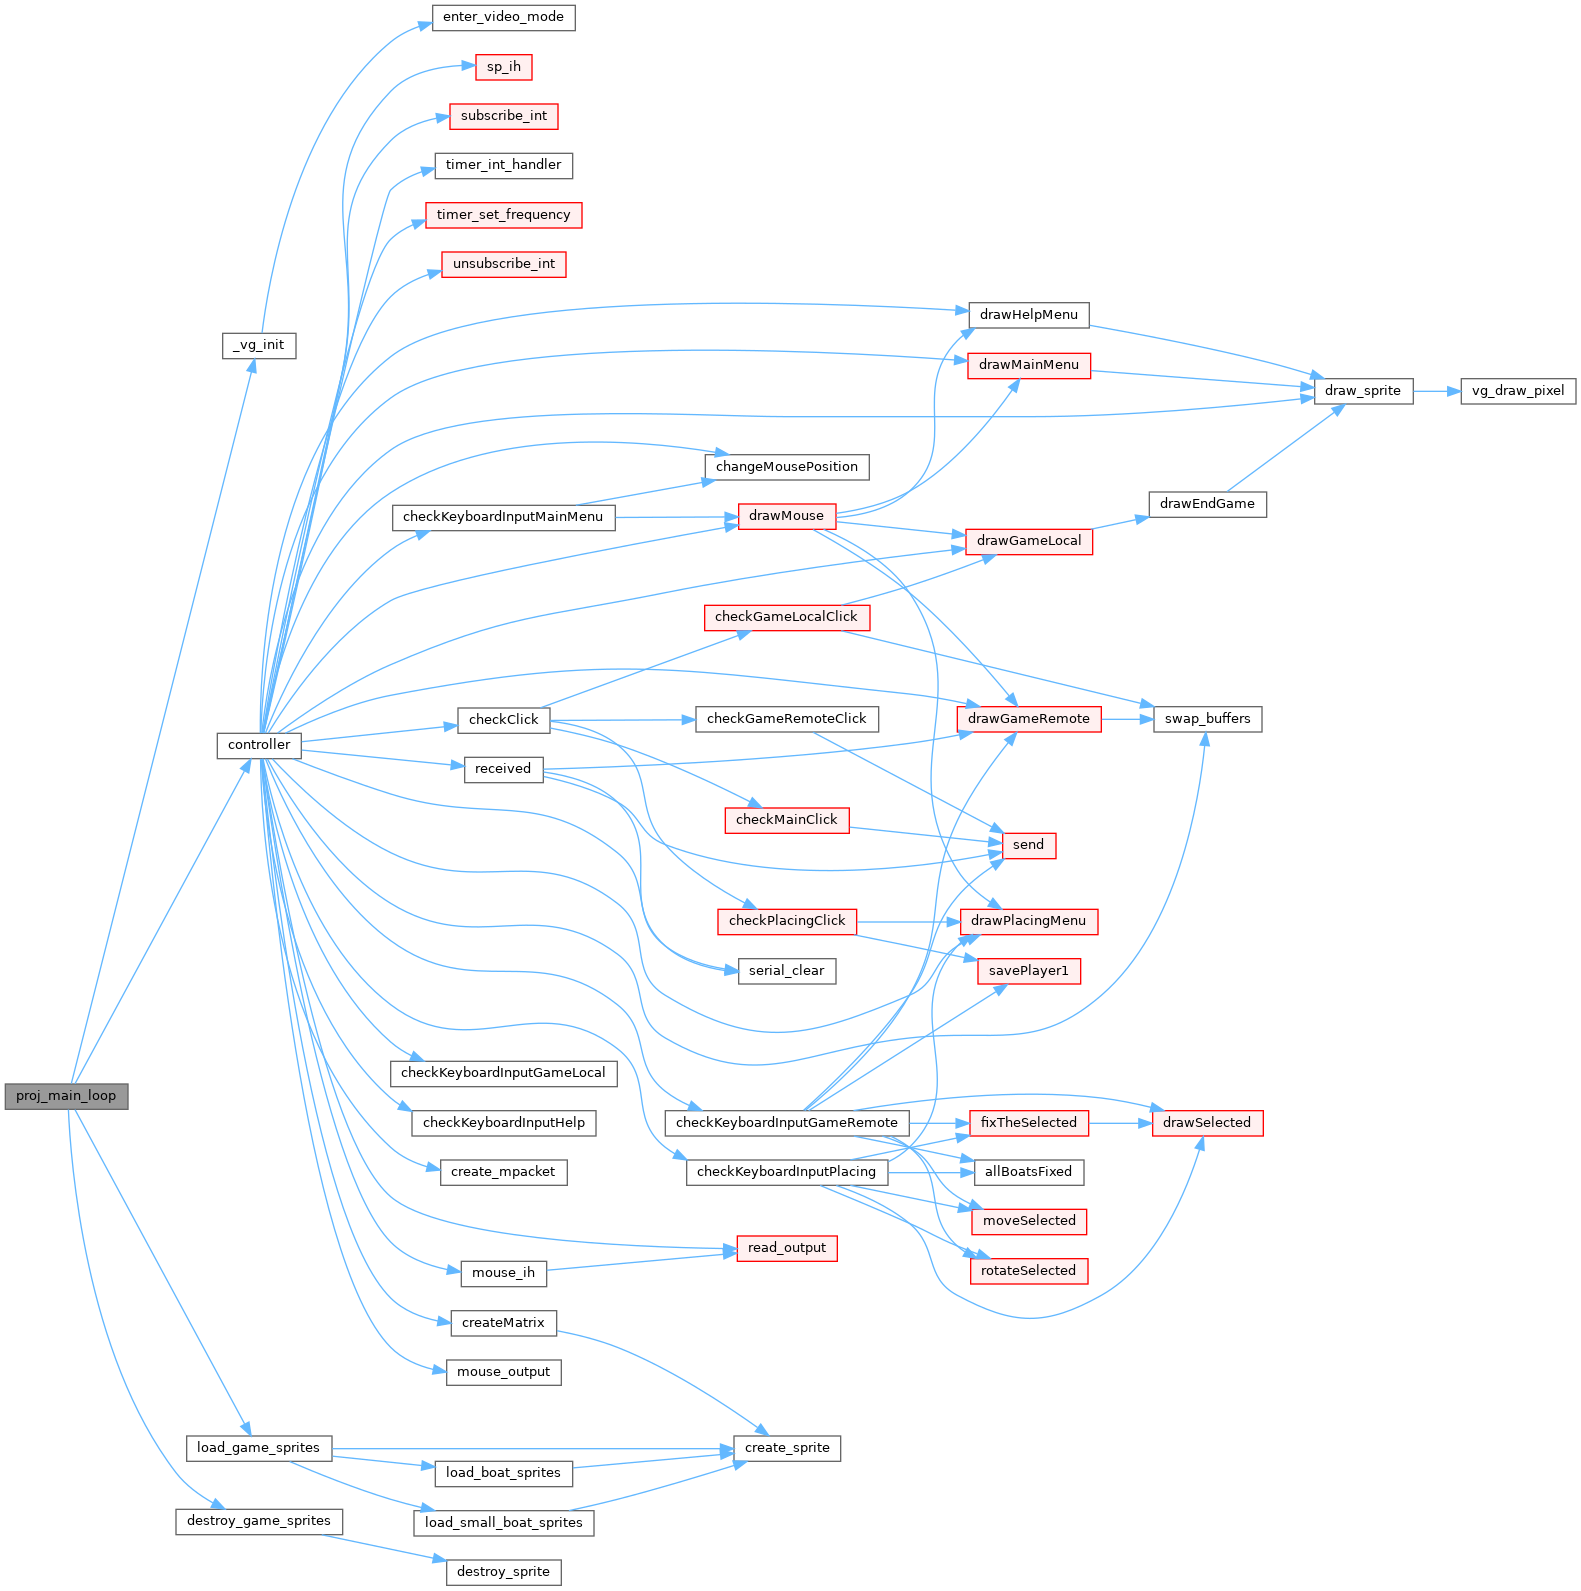 enter_video_mode
sp_ih
subscribe_int
timer_int_handler
timer_set_frequency
unsubscribe_int
drawHelpMenu
_vg_init
drawMainMenu
draw_sprite
vg_draw_pixel
changeMousePosition
drawEndGame
checkKeyboardInputMainMenu
drawMouse
drawGameLocal
checkGameLocalClick
checkClick
checkGameRemoteClick
drawGameRemote
swap_buffers
controller
received
checkMainClick
send
checkPlacingClick
drawPlacingMenu
serial_clear
savePlayer1
checkKeyboardInputGameLocal
proj_main_loop
checkKeyboardInputHelp
checkKeyboardInputGameRemote
fixTheSelected
drawSelected
create_mpacket
checkKeyboardInputPlacing
allBoatsFixed
moveSelected
read_output
mouse_ih
rotateSelected
createMatrix
mouse_output
load_game_sprites
create_sprite
load_boat_sprites
destroy_game_sprites
load_small_boat_sprites
destroy_sprite